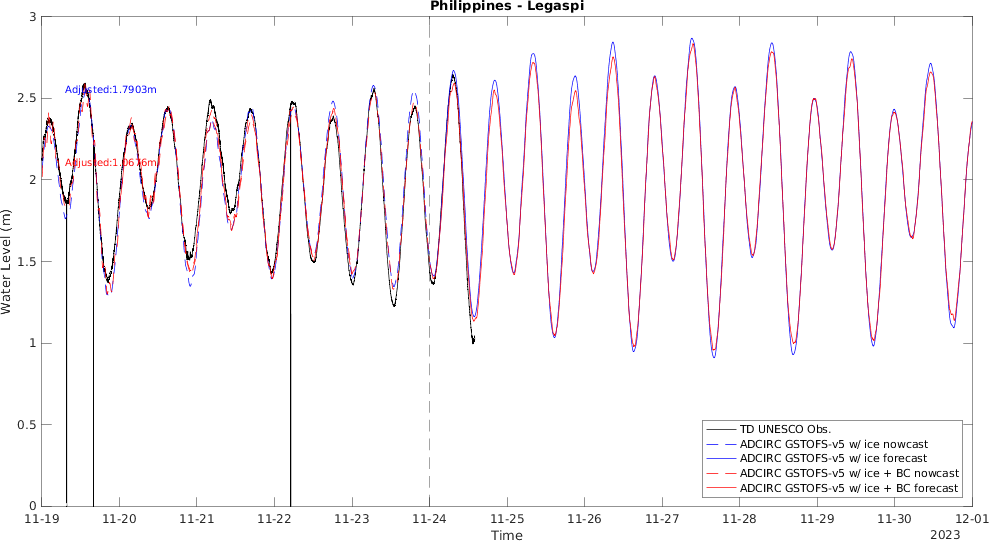 Philippines - Legaspi
3
2.5
2
1.5
1
0.5
0
Water Level (m)
Adjusted:1.7903m
Adjusted:1.0676m
TD UNESCO Obs.
ADCIRC GSTOFS-v5 w/ ice nowcast
ADCIRC GSTOFS-v5 w/ ice forecast
ADCIRC GSTOFS-v5 w/ ice + BC nowcast
ADCIRC GSTOFS-v5 w/ ice + BC forecast
11-19 11-20 11-21 11-22 11-23 11-24 11-25 11-26 11-27 11-28 11-29 11-30 12-01
Time
2023